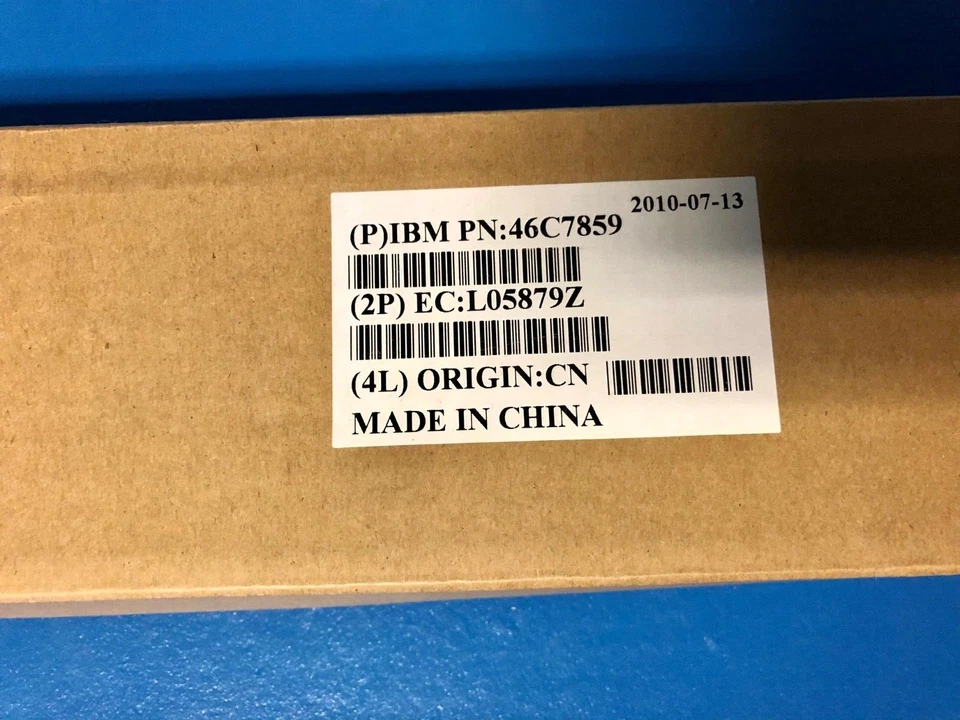 2010-07-13
(P)IBM PN:46C7859
(2P) EC:L05879Z
(4L) ORIGIN:CN
MADE IN CHINA